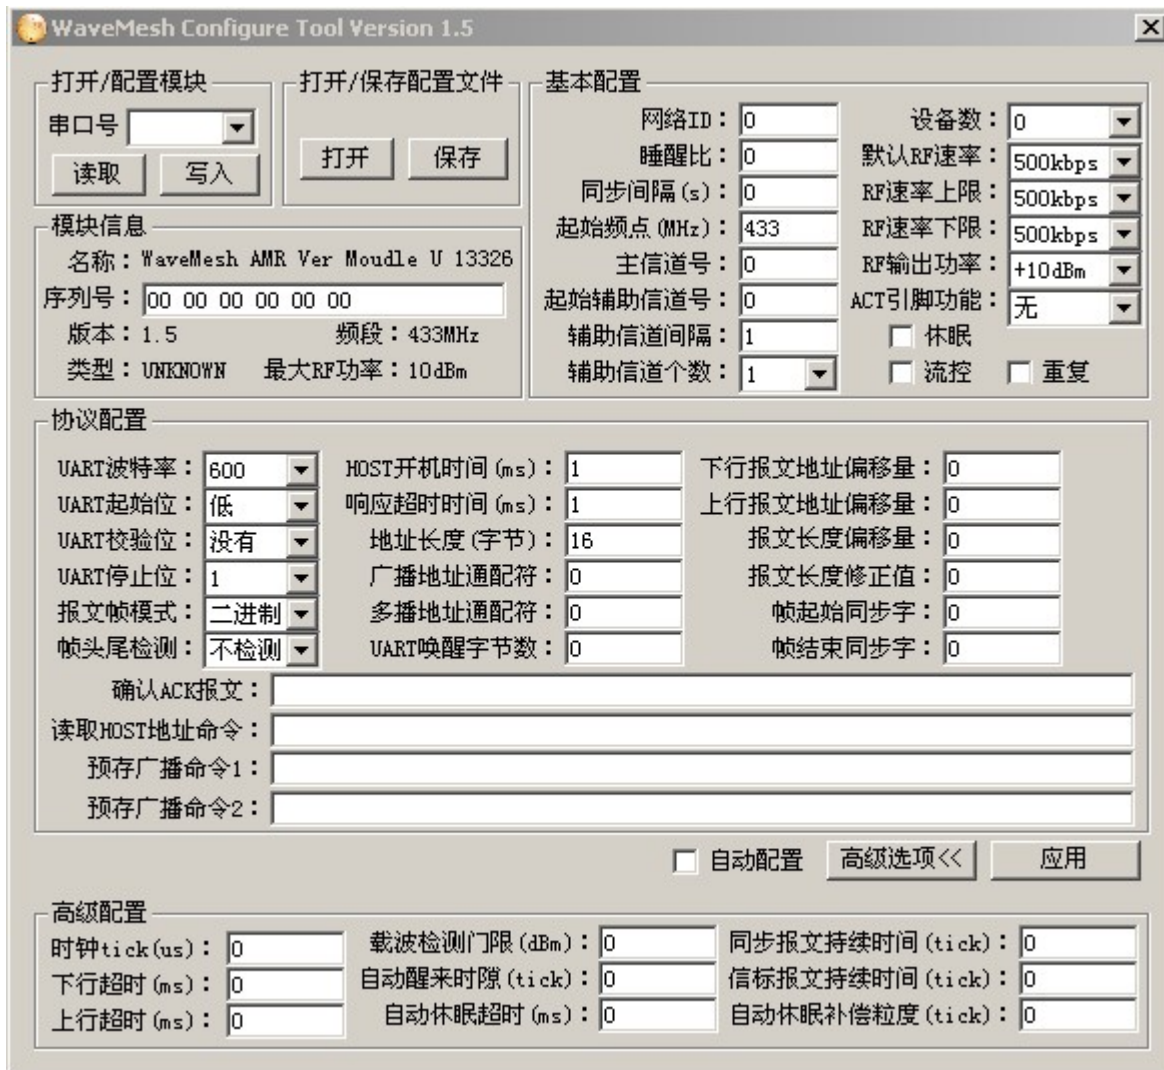 WaveMesh Configure Tool Version 1.5
打开/配置模块
串口号
读取 写入
打开/保存配置文件
打开 保存
模块信息
名称：WaveMesh AMR Ver Moudle U 13326
序列号：00 00 00 00 00 00
版本：1.5 频段：433MHz
类型：UNKNOWN 最大RF功率：10dBm
基本配置
网络ID：0 设备数：0
睡醒比：0 默认RF速率：500kbps
同步间隔(s)：0 RF速率上限：500kbps
起始频点(MHz)：433 RF速率下限：500kbps
主信道号：0 RF输出功率：+10dBm
起始辅助信道号：0 ACT引脚功能：无
辅助信道间隔：1 休眠
辅助信道个数：1 流控 重复
协议配置
UART波特率：600 HOST开机时间(ms)：1 下行报文地址偏移量：0
UART起始位：低 响应超时时间(ms)：1 上行报文地址偏移量：0
UART校验位：没有 地址长度(字节)：16 报文长度偏移量：0
UART停止位：1 广播地址通配符：0 报文长度修正值：0
报文帧模式：二进制 多播地址通配符：0 帧起始同步字：0
帧头尾检测：不检测 UART唤醒字节数：0 帧结束同步字：0
确认ACK报文：
读取HOST地址命令：
预存广播命令1：
预存广播命令2：
自动配置 高级选项<< 应用
高级配置
时钟tick(us)：0 载波检测门限(dBm)：0 同步报文持续时间(tick)：0
下行超时(ms)：0 自动醒来时隙(tick)：0 信标报文持续时间(tick)：0
上行超时(ms)：0 自动休眠超时(ms)：0 自动休眠补偿粒度(tick)：0